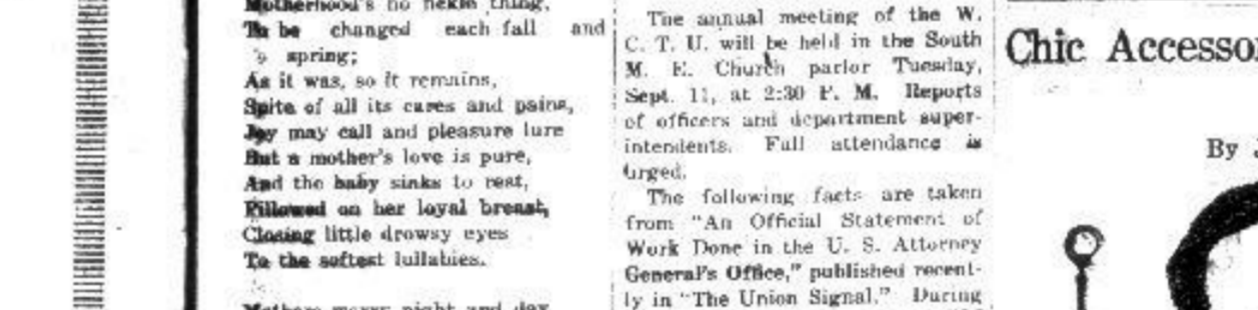 Motherhood's no fickle thing,
To be changed each fall and
spring;
As it was, so it remains,
Spite of all its cares and pains,
Joy may call and pleasure lure
But a mother's love is pure,
And the baby sinks to rest,
Pillowed on her loyal breast,
Closing little drowsy eyes
To the softest lullabies.
The annual meeting of the W.
C. T. U. will be held in the South
M. E. Church parlor Tuesday,
Sept. 11, at 2:30 P. M. Reports
of officers and department super-
intendents. Full attendance is
urged.
The following facts are taken
from "An Official Statement of
Work Done in the U. S. Attorney
General's Office," published recent-
ly in "The Union Signal." During
Chic Accesso
By